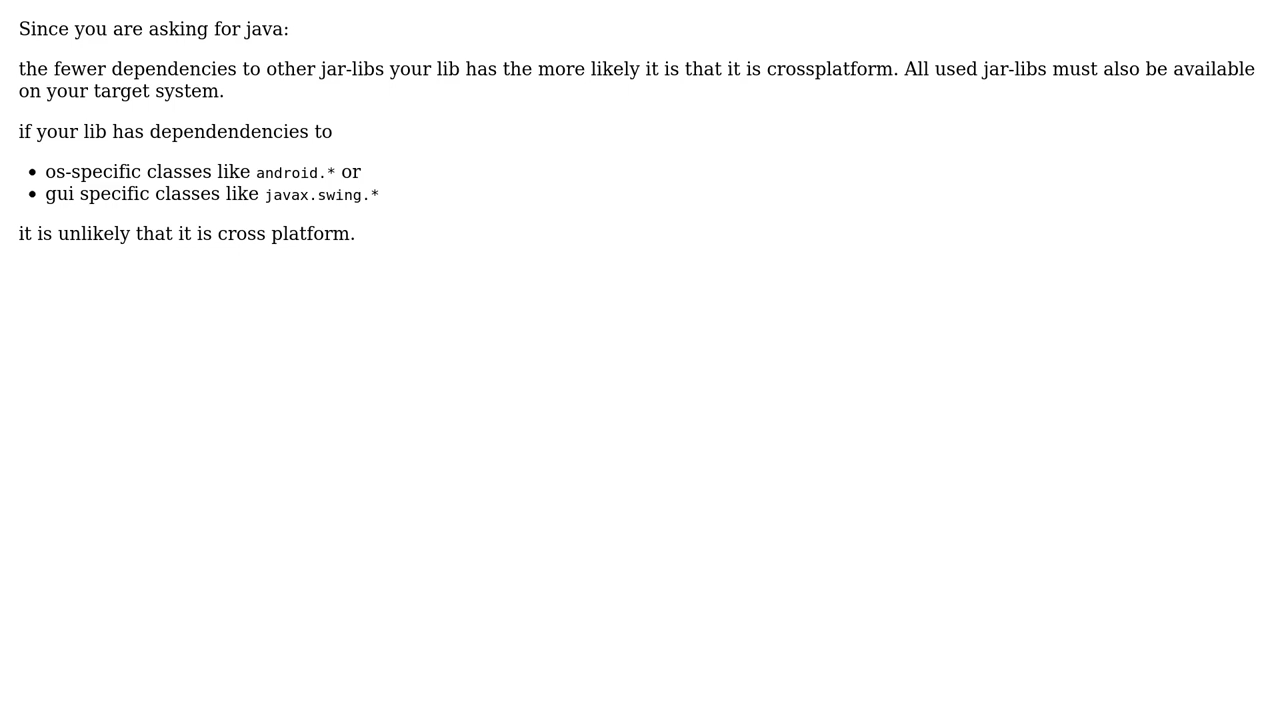 Since you are asking for java:
the fewer dependencies to other jar-libs your lib has the more likely it is that it is crossplatform. All used jar-libs must also be available
on your target system.
if your lib has dependendencies to
• os-specific classes like android.* or
• gui specific classes like javax.swing.*
it is unlikely that it is cross platform.